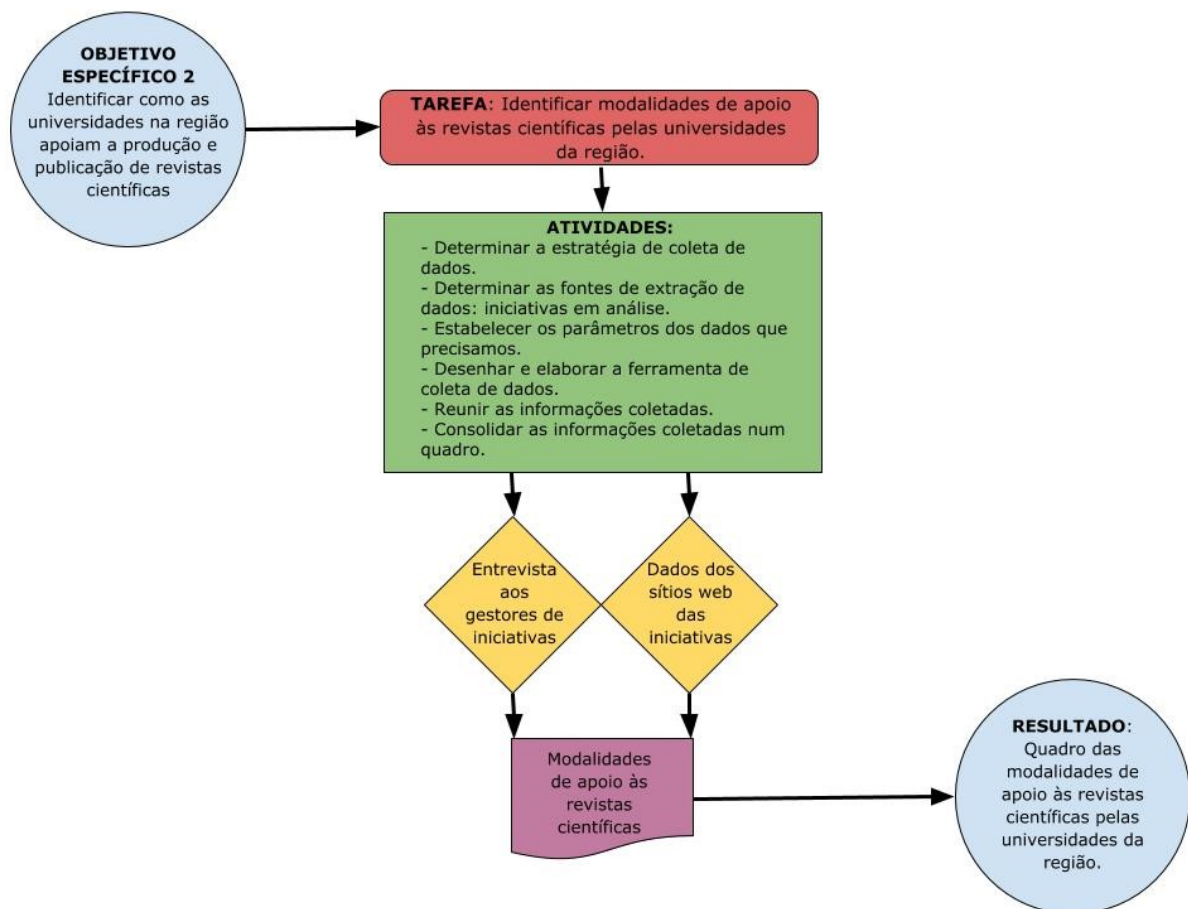 OBJETIVO
ESPECÍFICO 2
Identificar como as
universidades na região
apoiam a produção e
publicação de revistas
científicas
TAREFA: Identificar modalidades de apoio
às revistas científicas pelas universidades
da região.
ATIVIDADES:
- Determinar a estratégia de coleta de
dados.
- Determinar as fontes de extração de
dados: iniciativas em análise.
- Estabelecer os parâmetros dos dados que
precisamos.
- Desenhar e elaborar a ferramenta de
coleta de dados.
- Reunir as informações coletadas.
- Consolidar as informações coletadas num
quadro.
Entrevista
aos
gestores de
iniciativas
Dados dos
sítios web
das
iniciativas
Modalidades
de apoio às
revistas
científicas
RESULTADO:
Quadro das
modalidades de
apoio às revistas
científicas pelas
universidades da
região.